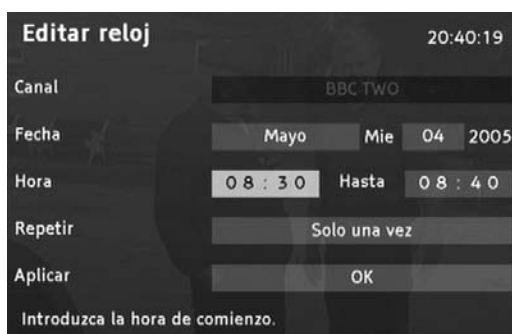 Editar reloj 20:40:19
Canal BBC TWO
Fecha Mayo Mie 04 2005
Hora 08:30 Hasta 08:40
Repetir Solo una vez
Aplicar OK
Introduzca la hora de comienzo.